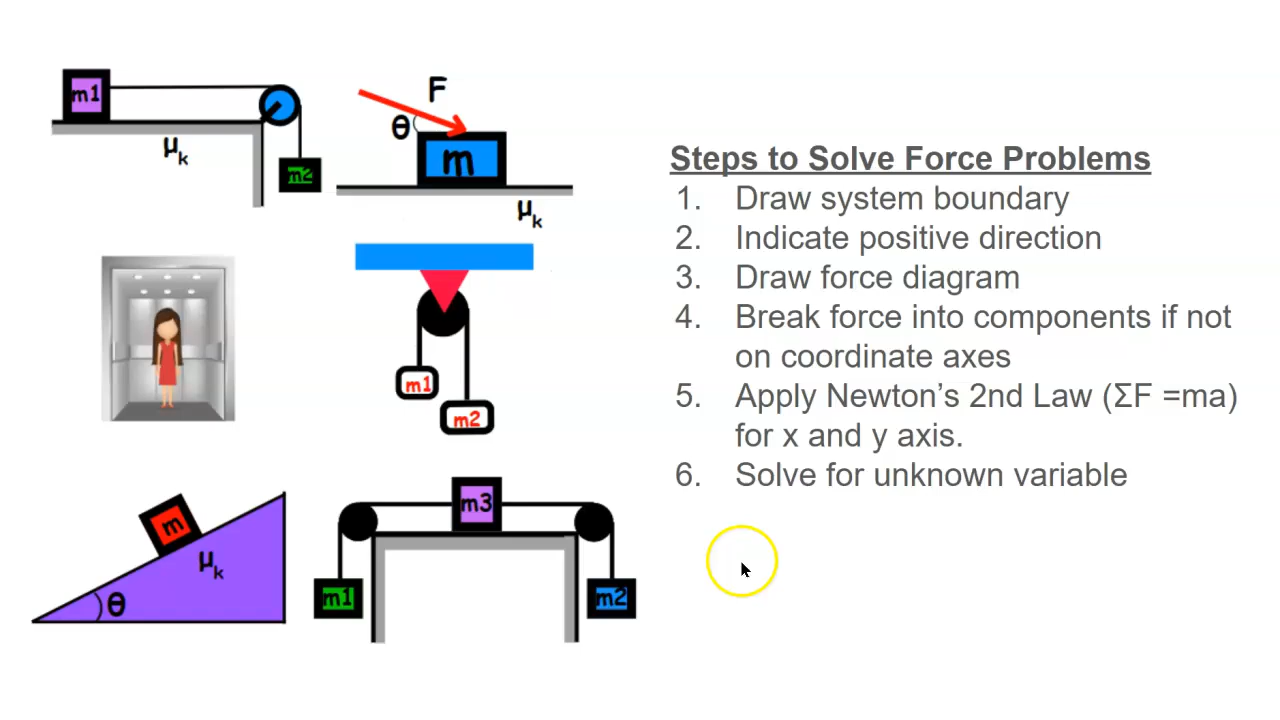 m1
μk
m2
F
θ
m
μk
m1
m2
m
μk
θ
m3
m1
m2
Steps to Solve Force Problems
1. Draw system boundary
2. Indicate positive direction
3. Draw force diagram
4. Break force into components if not
on coordinate axes
5. Apply Newton's 2nd Law (ΣF =ma)
for x and y axis.
6. Solve for unknown variable